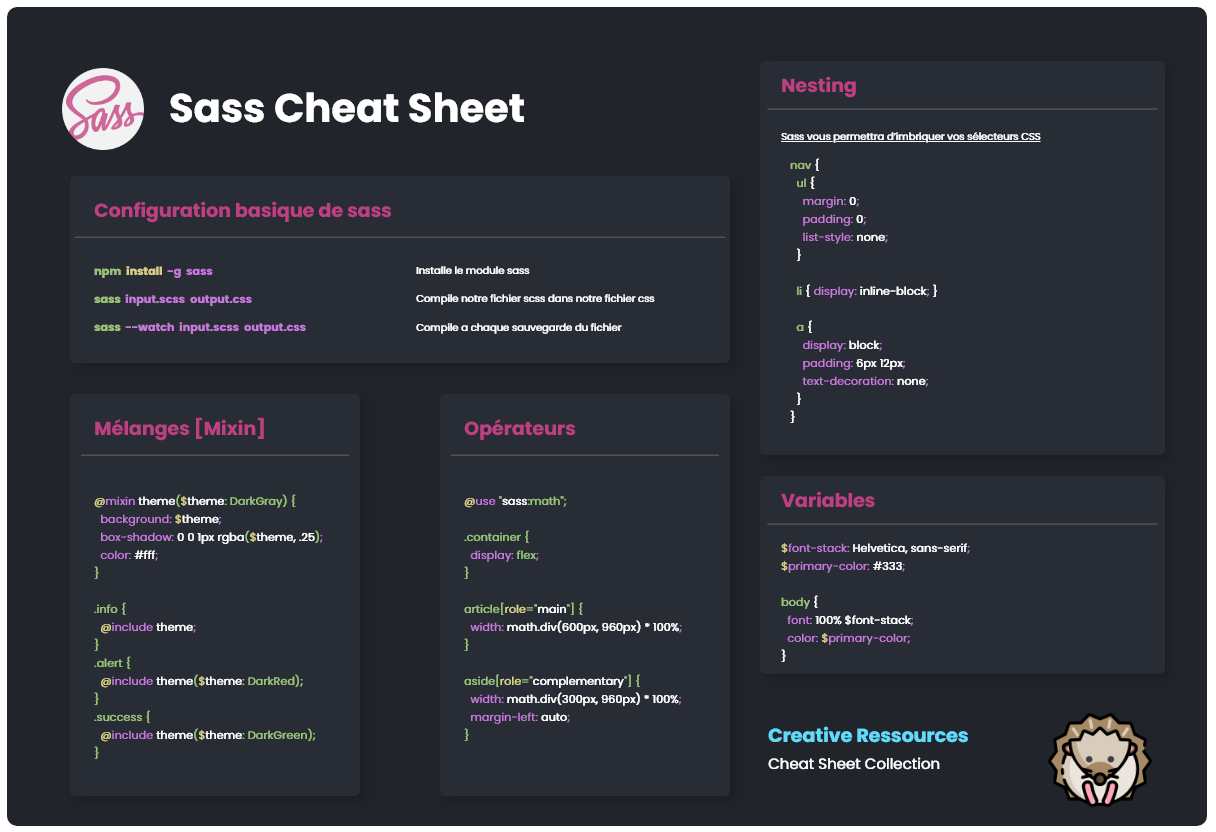 Sass
Sass Cheat Sheet
Configuration basique de sass
npm install -g sass
Installe le module sass
sass input.scss output.css
Compile notre fichier scss dans notre fichier css
sass --watch input.scss output.css
Compile a chaque sauvegarde du fichier
Mélanges [Mixin]
@mixin theme($theme: DarkGray) {
background: $theme;
box-shadow: 0 0 1px rgba($theme, .25);
color: #fff;
}
.info {
@include theme;
}
.alert {
@include theme($theme: DarkRed);
}
.success {
@include theme($theme: DarkGreen);
}
Opérateurs
@use "sass:math";
.container {
display: flex;
}
article[role="main"] {
width: math.div(600px, 960px) * 100%;
}
aside[role="complementary"] {
width: math.div(300px, 960px) * 100%;
margin-left: auto;
}
Nesting
Sass vous permettra d'imbriquer vos sélecteurs CSS
nav {
ul {
margin: 0;
padding: 0;
list-style: none;
}
li { display: inline-block; }
a {
display: block;
padding: 6px 12px;
text-decoration: none;
}
}
Variables
$font-stack: Helvetica, sans-serif;
$primary-color: #333;
body {
font: 100% $font-stack;
color: $primary-color;
}
Creative Ressources
Cheat Sheet Collection